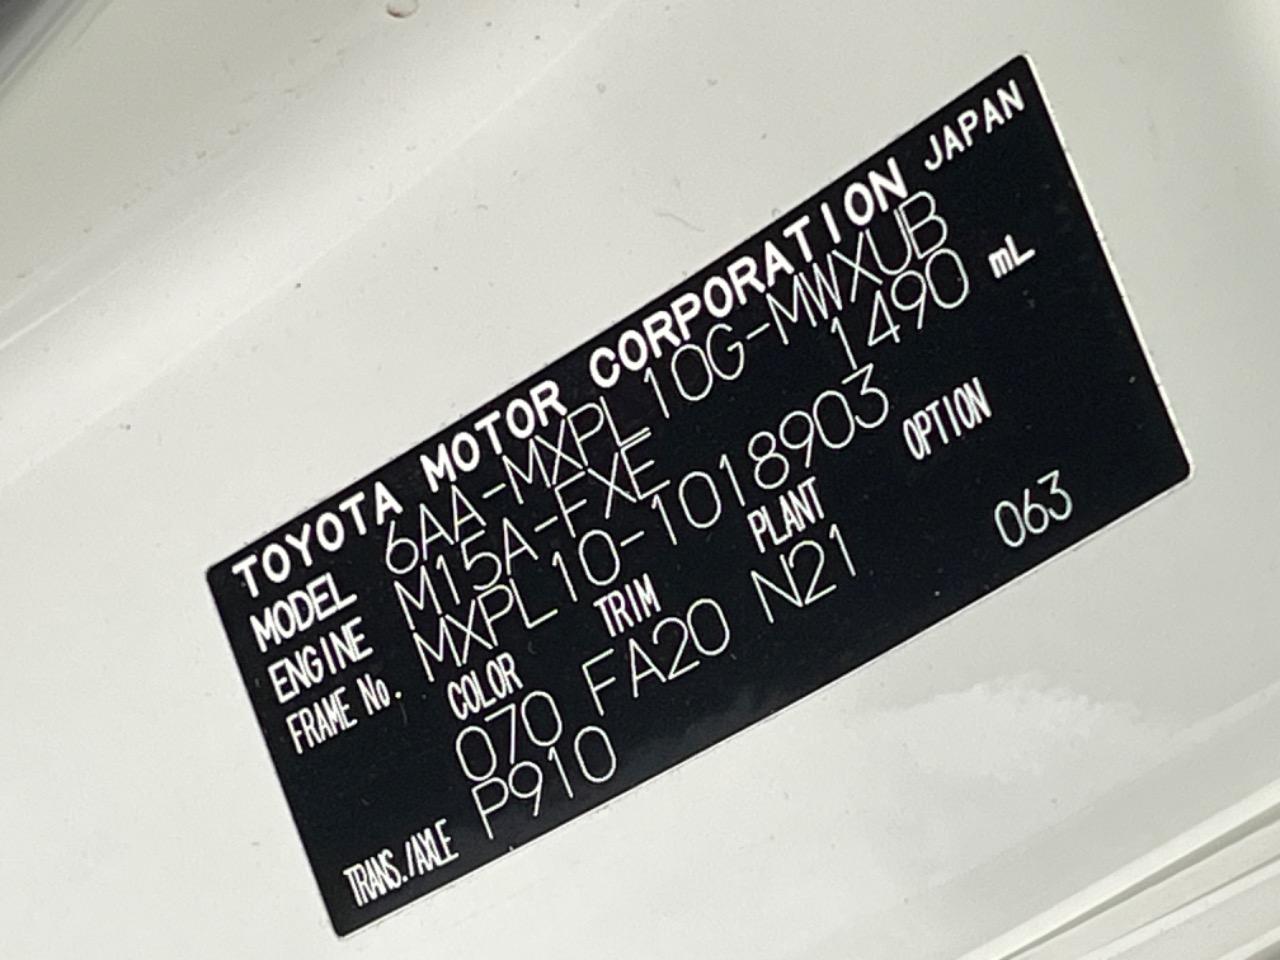 TOYOTA MOTOR CORPORATION JAPAN
MODEL 6AA-MXPL10G-MWXUB
ENGINE M15A-FXE 1490 mL
FRAME No. MXPL10-1018903
COLOR TRIM PLANT OPTION
070 FA20 N21 063
TRANS./AXLE P910